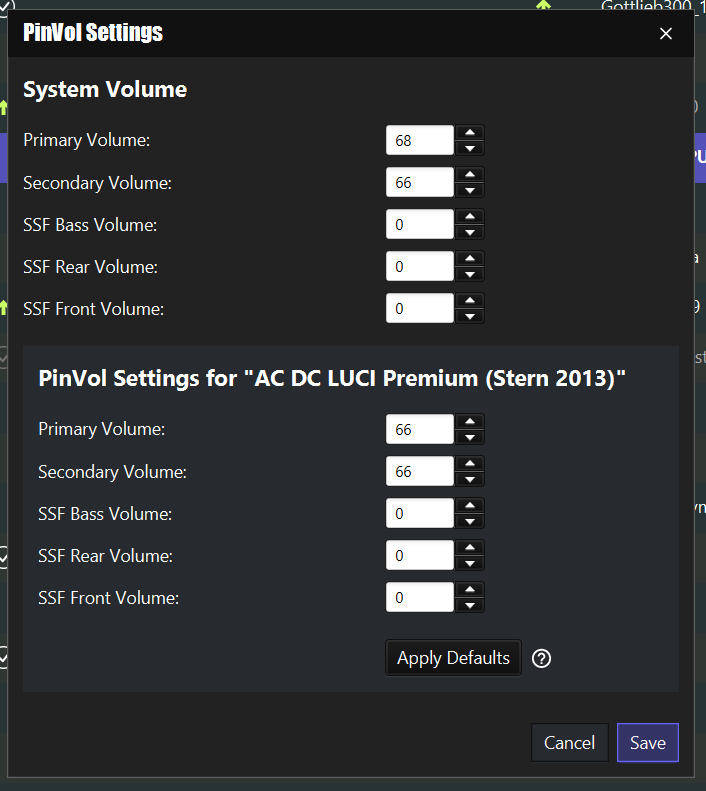 Gottlieb300_1
PinVol Settings
System Volume
Primary Volume: 68
Secondary Volume: 66
SSF Bass Volume: 0
SSF Rear Volume: 0
SSF Front Volume: 0
PinVol Settings for "AC DC LUCI Premium (Stern 2013)"
Primary Volume: 66
Secondary Volume: 66
SSF Bass Volume: 0
SSF Rear Volume: 0
SSF Front Volume: 0
Apply Defaults
Cancel Save